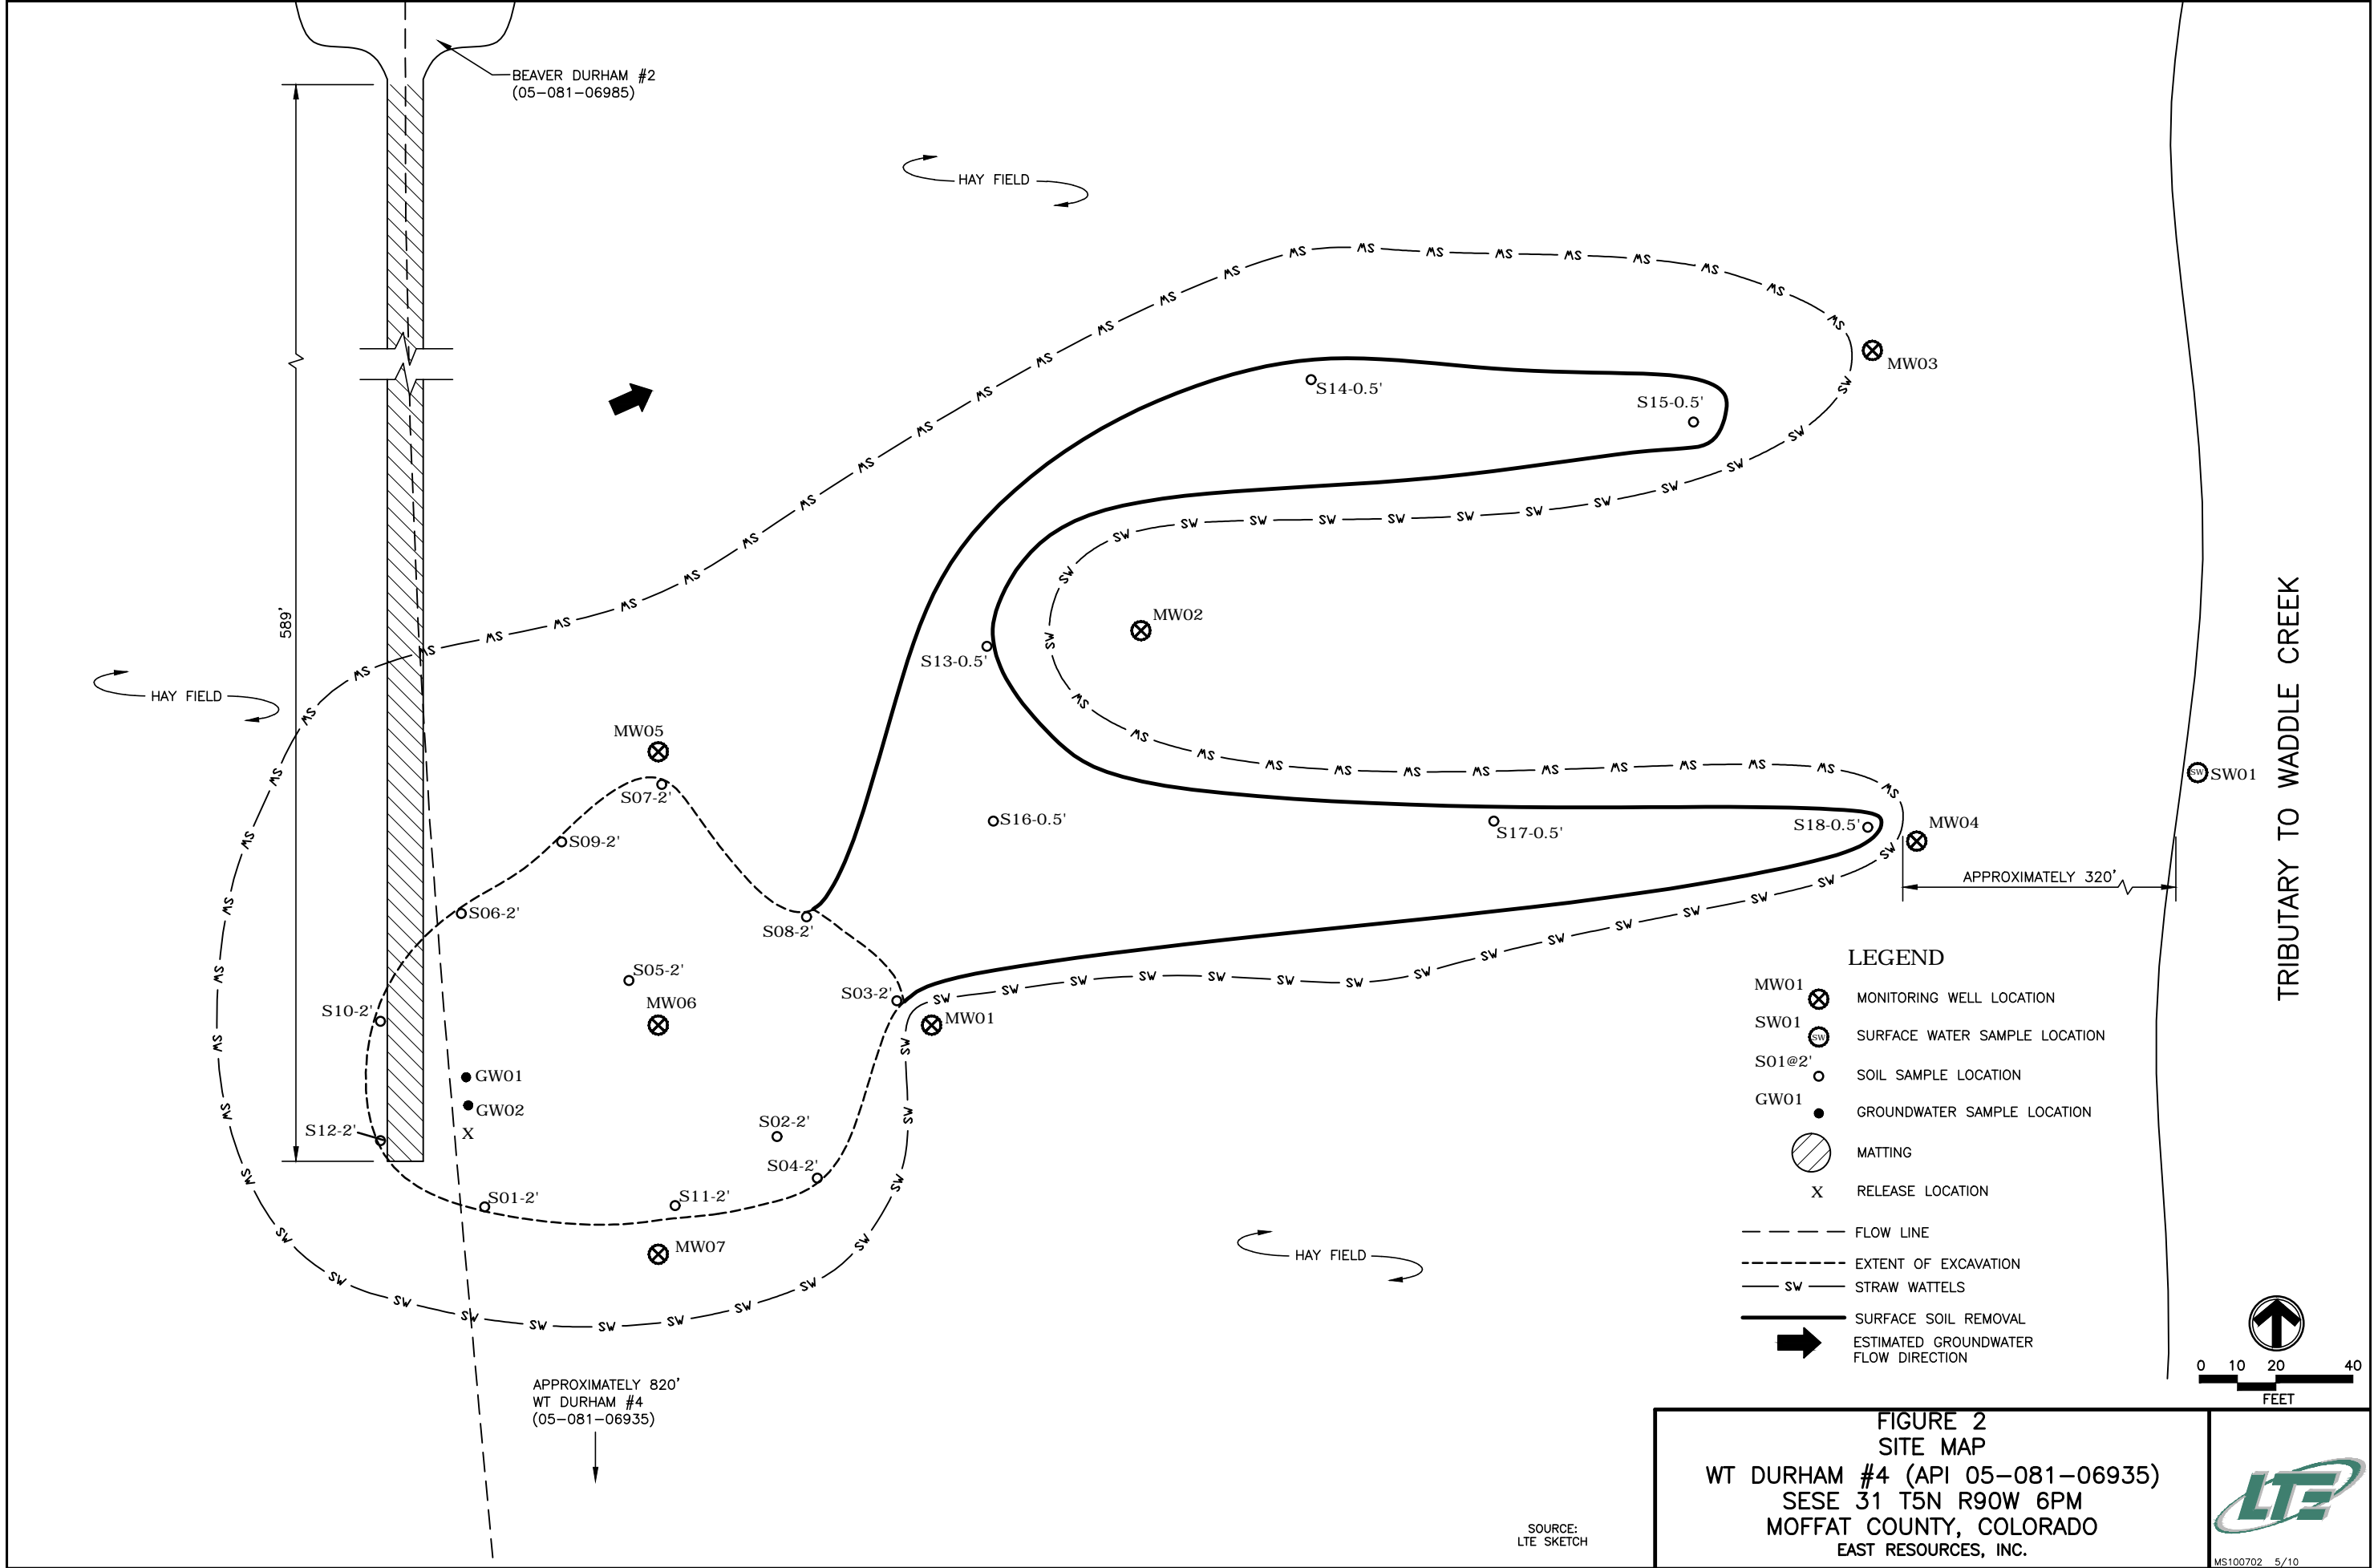 BEAVER DURHAM #2
(05-081-06985)
HAY FIELD
MW03
S14-0.5'
S15-0.5'
589'
MW02
S13-0.5'
HAY FIELD
MW05
S07-2'
S09-2'
S16-0.5'
S17-0.5'
S18-0.5'
MW04
SW SW01
TRIBUTARY TO WADDLE CREEK
APPROXIMATELY 320'
S06-2'
S08-2'
S05-2'
S03-2'
MW06
MW01
S10-2'
GW01
GW02
X
S12-2'
S02-2'
S04-2'
S01-2'
S11-2'
MW07
HAY FIELD
APPROXIMATELY 820'
WT DURHAM #4
(05-081-06935)
LEGEND
MW01 MONITORING WELL LOCATION
SW01 SW SURFACE WATER SAMPLE LOCATION
S01@2' SOIL SAMPLE LOCATION
GW01 GROUNDWATER SAMPLE LOCATION
MATTING
X RELEASE LOCATION
FLOW LINE
EXTENT OF EXCAVATION
SW STRAW WATTELS
SURFACE SOIL REMOVAL
ESTIMATED GROUNDWATER
FLOW DIRECTION
0 10 20 40
FEET
SOURCE:
LTE SKETCH
FIGURE 2
SITE MAP
WT DURHAM #4 (API 05-081-06935)
SESE 31 T5N R90W 6PM
MOFFAT COUNTY, COLORADO
EAST RESOURCES, INC.
LTE
MS100702 5/10